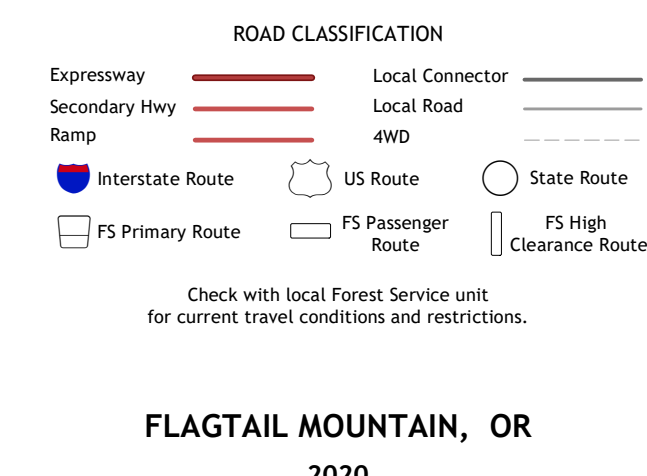 ROAD CLASSIFICATION
Expressway
Local Connector
Secondary Hwy
Local Road
Ramp
4WD
Interstate Route
US Route
State Route
FS Primary Route
FS Passenger
Route
FS High
Clearance Route
Check with local Forest Service unit
for current travel conditions and restrictions.
FLAGTAIL MOUNTAIN, OR
2020